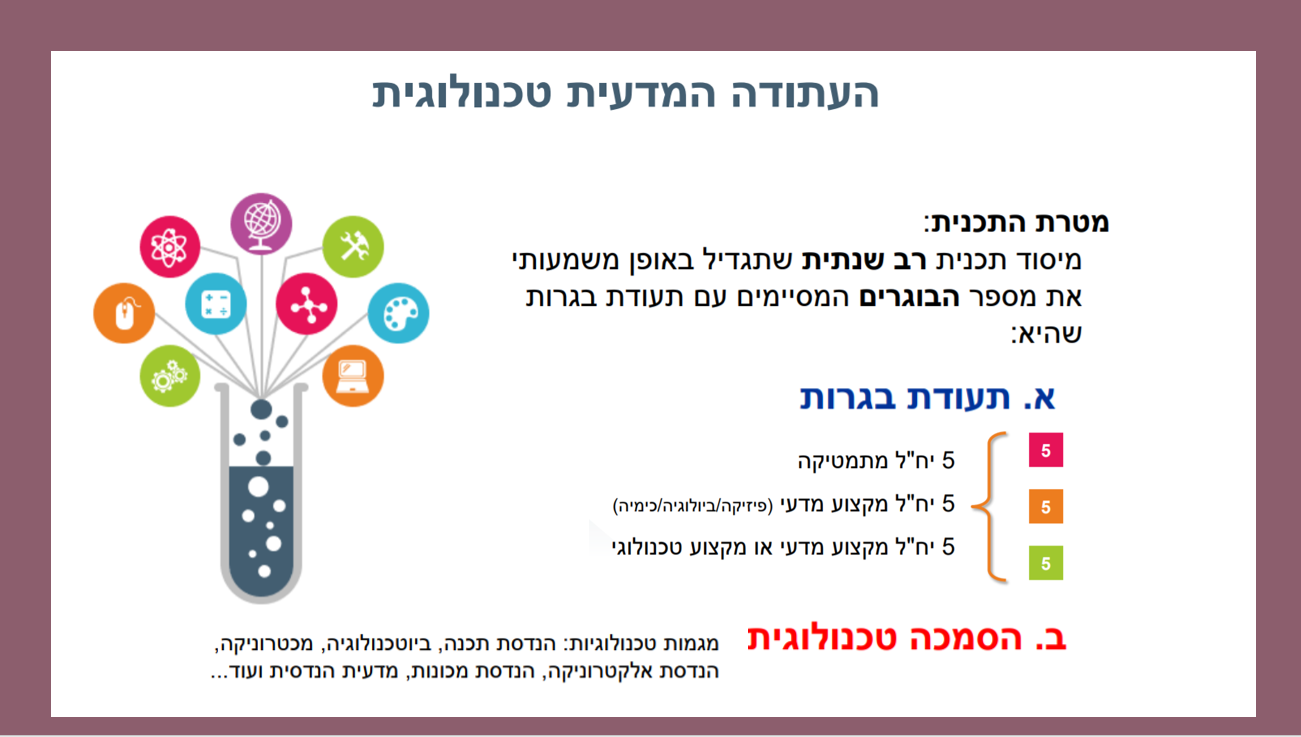 העתודה המדעית טכנולוגית
מטרת התכנית:
מיסוד תכנית רב שנתית שתגדיל באופן משמעותי
את מספר הבוגרים המסיימים עם תעודת בגרות
שהיא:
א. תעודת בגרות
5
5 יח"ל מתמטיקה
5
5 יח"ל מקצוע מדעי (פיזיקה/ביולוגיה/כימיה)
5
5 יח"ל מקצוע מדעי או מקצוע טכנולוגי
ב. הסמכה טכנולוגית
מגמות טכנולוגיות: הנדסת תכנה, ביוטכנולוגיה, מכטרוניקה,
הנדסת אלקטרוניקה, הנדסת מכונות, מדעית הנדסית ועוד...